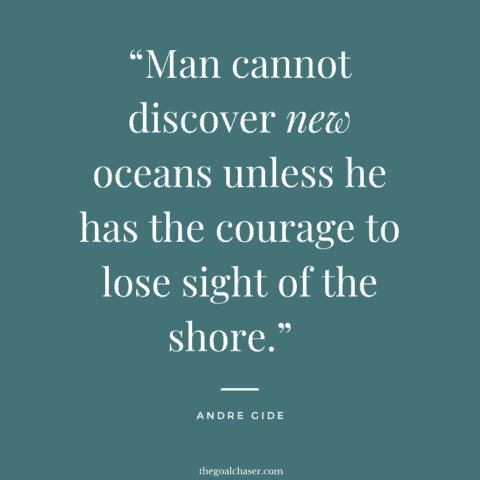 “Man cannot
discover new
oceans unless he
has the courage to
lose sight of the
shore.”
ANDRE GIDE
thegoalchaser.com